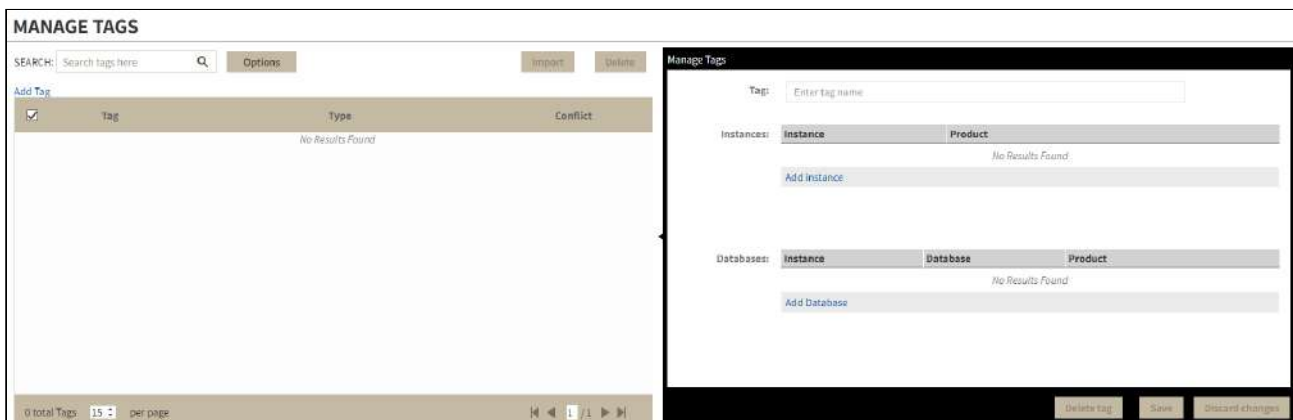 MANAGE TAGS
SEARCH: Search tags here Options Import Delete
Add Tag
Tag Type Conflict
No Results Found
0 total Tags 15 per page 1 / 1
Manage Tags
Tag: Enter tag name
Instances: Instance Product
No Results Found
Add Instance
Databases: Instance Database Product
No Results Found
Add Database
Delete tag Save Discard changes